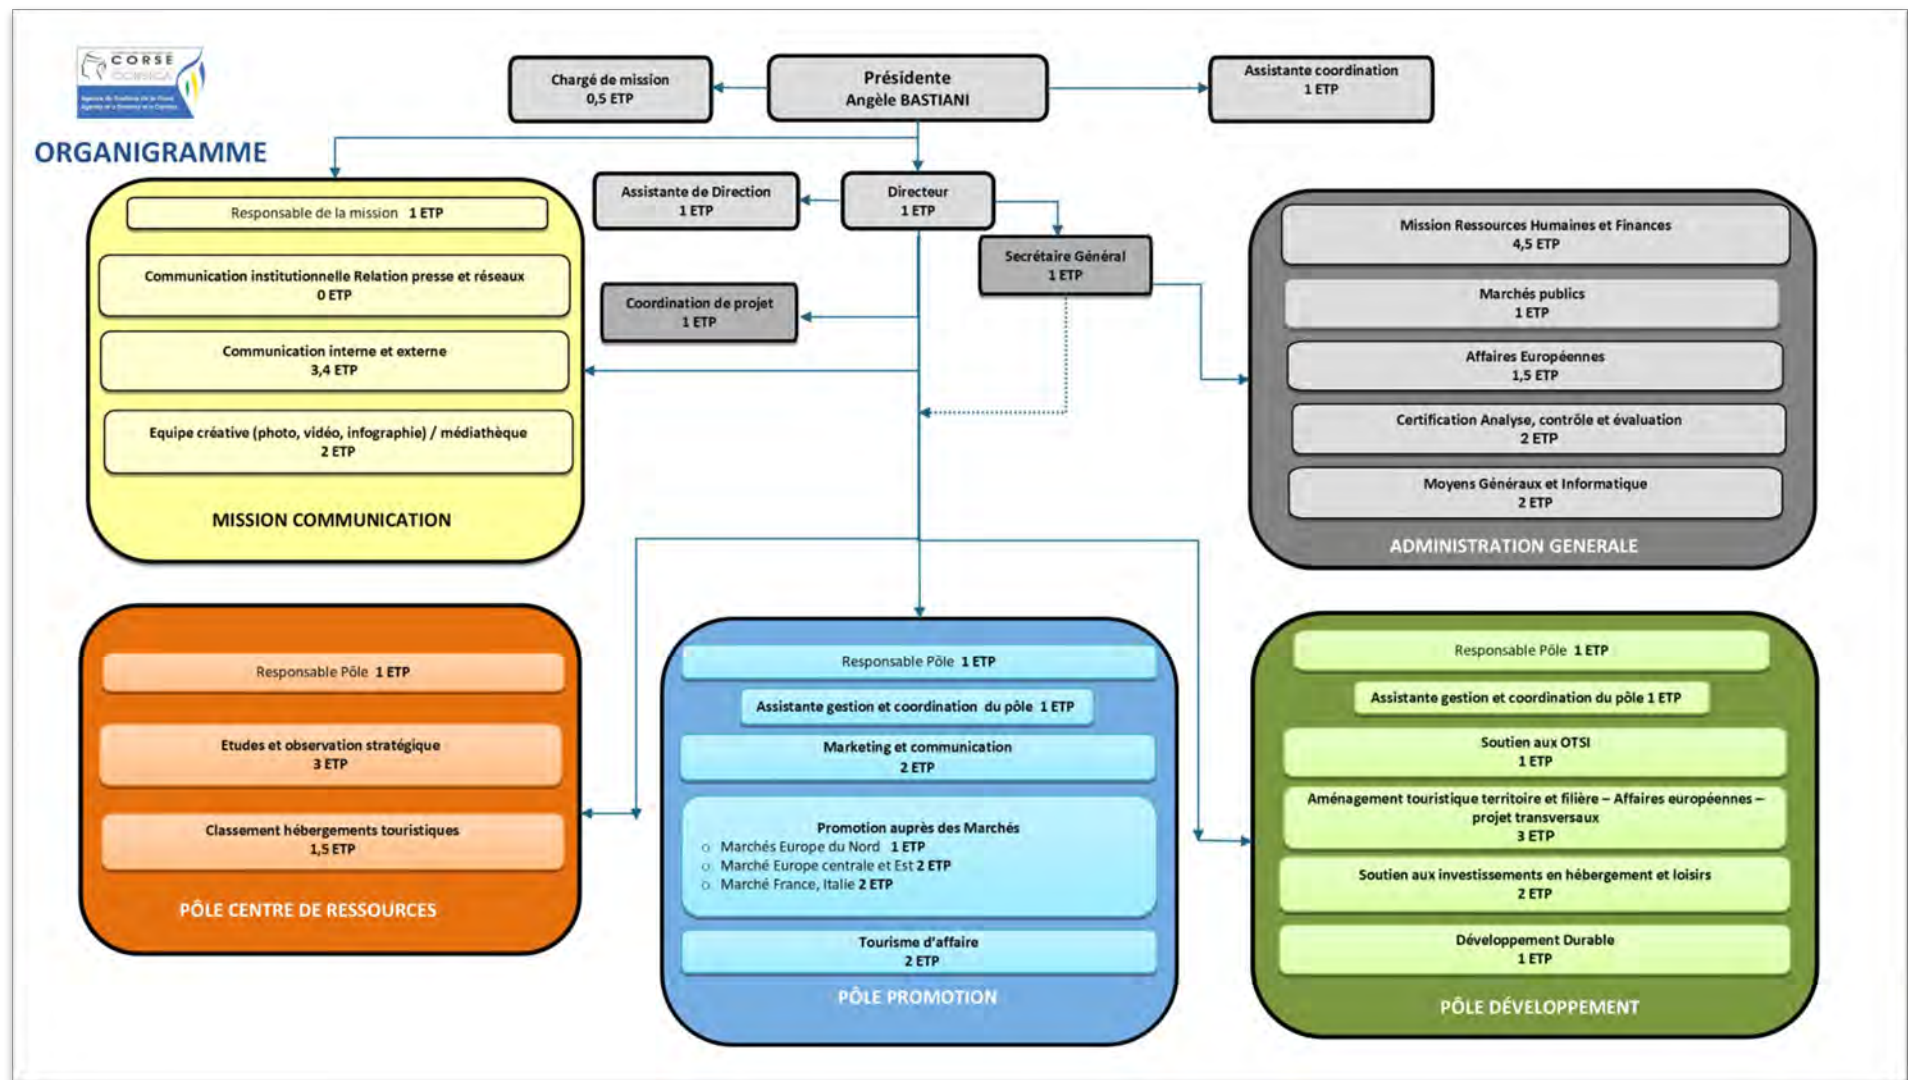 CORSE
CORSICA
ORGANIGRAMME
Chargé de mission
0,5 ETP
Présidente
Angèle BASTIANI
Assistante coordination
1 ETP
Assistante de Direction
1 ETP
Directeur
1 ETP
Secrétaire Général
1 ETP
Coordination de projet
1 ETP
Responsable de la mission 1 ETP
Communication institutionnelle Relation presse et réseaux
0 ETP
Communication interne et externe
3,4 ETP
Equipe créative (photo, vidéo, infographie) / médiathèque
2 ETP
MISSION COMMUNICATION
Mission Ressources Humaines et Finances
4,5 ETP
Marchés publics
1 ETP
Affaires Européennes
1,5 ETP
Certification Analyse, contrôle et évaluation
2 ETP
Moyens Généraux et Informatique
2 ETP
ADMINISTRATION GENERALE
Responsable Pôle 1 ETP
Etudes et observation stratégique
3 ETP
Classement hébergements touristiques
1,5 ETP
PÔLE CENTRE DE RESSOURCES
Responsable Pôle 1 ETP
Assistante gestion et coordination du pôle 1 ETP
Marketing et communication
2 ETP
Promotion auprès des Marchés
o Marchés Europe du Nord 1 ETP
o Marché Europe centrale et Est 2 ETP
o Marché France, Italie 2 ETP
Tourisme d'affaire
2 ETP
PÔLE PROMOTION
Responsable Pôle 1 ETP
Assistante gestion et coordination du pôle 1 ETP
Soutien aux OTSI
1 ETP
Aménagement touristique territoire et filière – Affaires européennes –
projet transversaux
3 ETP
Soutien aux investissements en hébergement et loisirs
2 ETP
Développement Durable
1 ETP
PÔLE DÉVELOPPEMENT